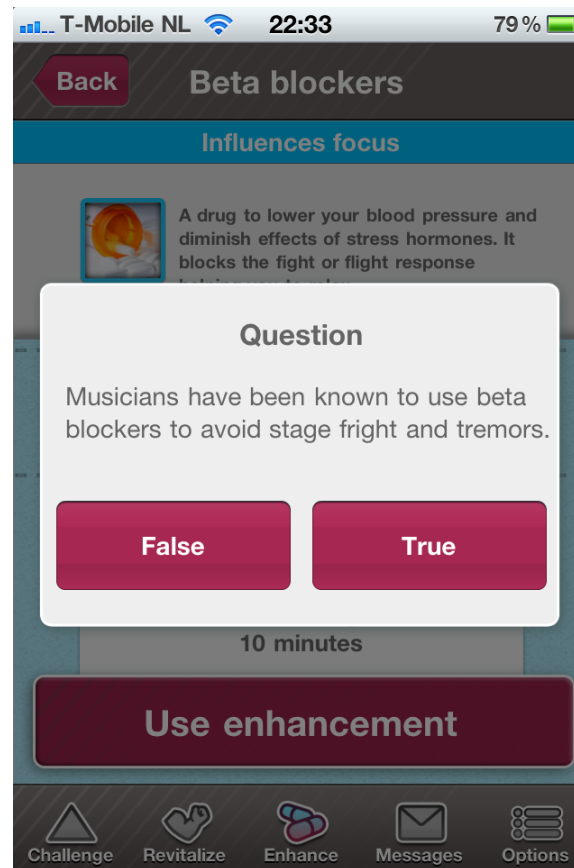 T-Mobile NL 22:33 79 %
Back Beta blockers
Influences focus
A drug to lower your blood pressure and
diminish effects of stress hormones. It
blocks the fight or flight response
Question
Musicians have been known to use beta
blockers to avoid stage fright and tremors.
False True
10 minutes
Use enhancement
Challenge Revitalize Enhance Messages Options